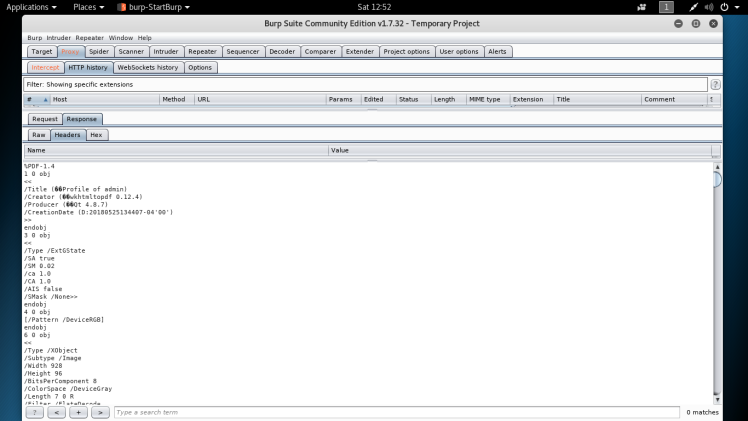 Applications Places burp-StartBurp Sat 12:52 1
Burp Suite Community Edition v1.7.32 - Temporary Project
Burp Intruder Repeater Window Help
Target Proxy Spider Scanner Intruder Repeater Sequencer Decoder Comparer Extender Project options User options Alerts
Intercept HTTP history WebSockets history Options
Filter: Showing specific extensions ?
# Host Method URL Params Edited Status Length MIME type Extension Title Comment
Request Response
Raw Headers Hex
Name Value
%PDF-1.4
1 0 obj
<<
/Title (��Profile of admin)
/Creator (��wkhtmltopdf 0.12.4)
/Producer (��Qt 4.8.7)
/CreationDate (D:20180525134407-04'00')
>>
endobj
3 0 obj
<<
/Type /ExtGState
/SA true
/SM 0.02
/ca 1.0
/CA 1.0
/AIS false
/SMask /None>>
endobj
4 0 obj
[/Pattern /DeviceRGB]
endobj
6 0 obj
<<
/Type /XObject
/Subtype /Image
/Width 928
/Height 96
/BitsPerComponent 8
/ColorSpace /DeviceGray
/Length 7 0 R
/Filter /FlateDecode
? < + > Type a search term 0 matches